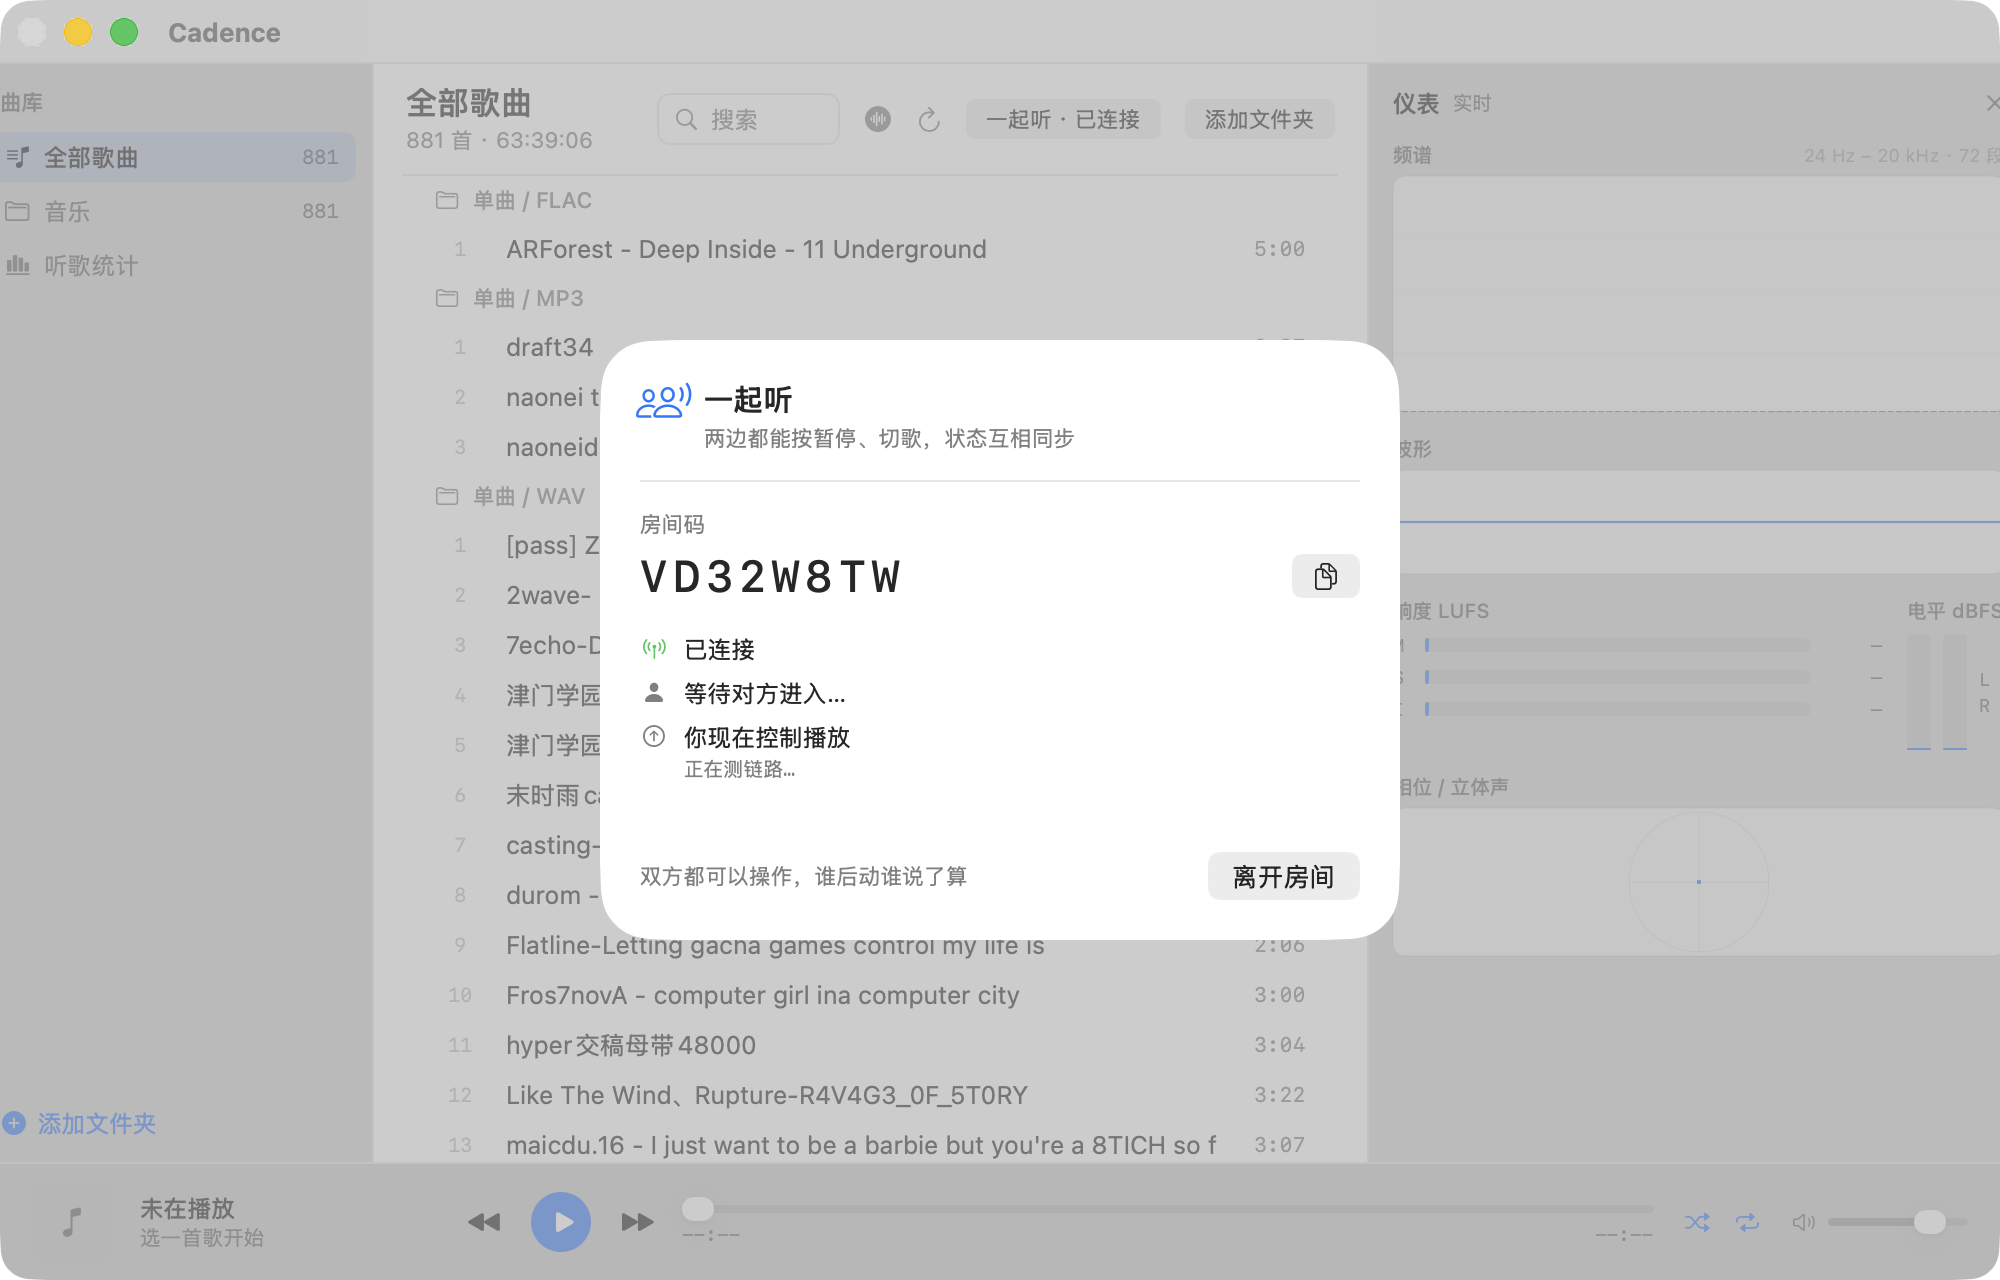 Cadence
曲库
全部歌曲 881
音乐 881
听歌统计
添加文件夹
全部歌曲
881 首 · 63:39:06
搜索
一起听 · 已连接
添加文件夹
单曲 / FLAC
1 ARForest - Deep Inside - 11 Underground 5:00
单曲 / MP3
1 draft34
2 naonei t
3 naoneid
单曲 / WAV
1 [pass] Z
2 2wave-
3 7echo-D
4 津门学园
5 津门学园
6 末时雨ca
7 casting-
8 durom -
9 Flatline-Letting gacha games control my life is 2:06
10 Fros7novA - computer girl ina computer city 3:00
11 hyper交稿母带48000 3:04
12 Like The Wind、Rupture-R4V4G3_0F_5T0RY 3:22
13 maicdu.16 - I just want to be a barbie but you're a 8TICH so f 3:07
一起听
两边都能按暂停、切歌，状态互相同步
房间码
VD32W8TW
已连接
等待对方进入...
你现在控制播放
正在测链路...
双方都可以操作，谁后动谁说了算
离开房间
仪表 实时
频谱 24 Hz – 20 kHz · 72 段
波形
响度 LUFS
电平 dBFS
S –
–
–
L
R
相位 / 立体声
未在播放
选一首歌开始
--:--
--:--